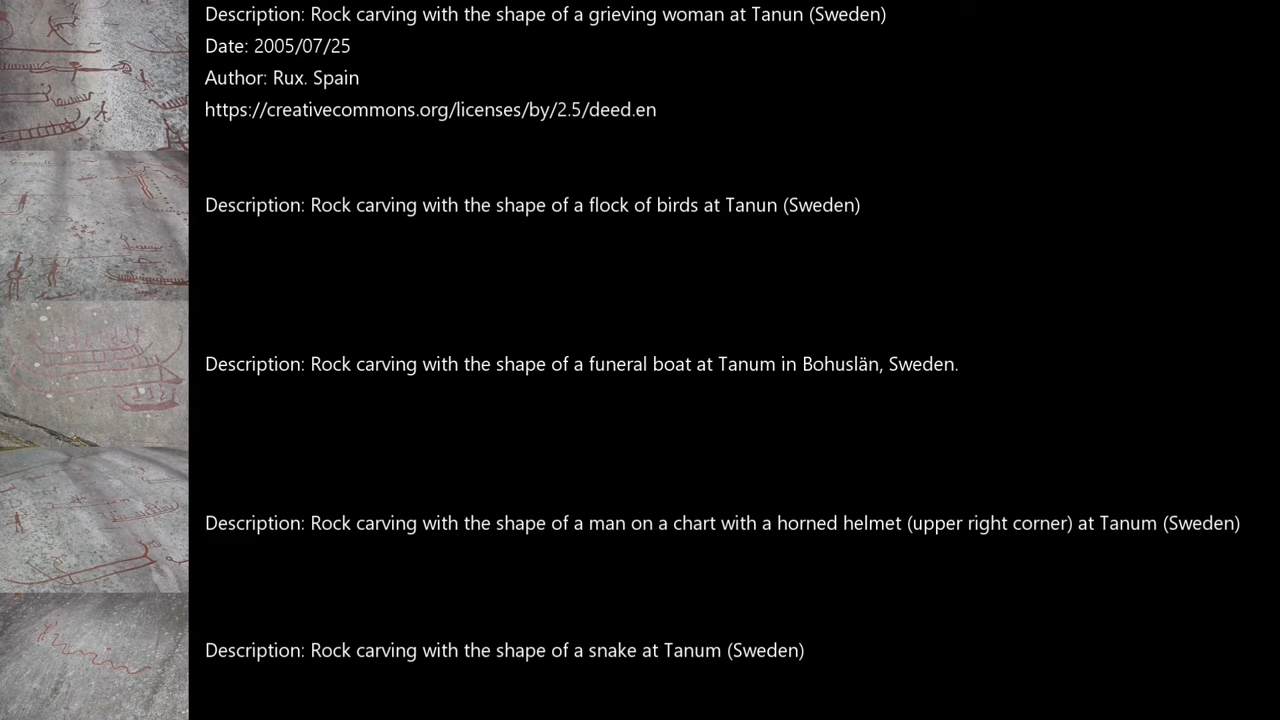 Description: Rock carving with the shape of a grieving woman at Tanun (Sweden)
Date: 2005/07/25
Author: Rux. Spain
https://creativecommons.org/licenses/by/2.5/deed.en
Description: Rock carving with the shape of a flock of birds at Tanun (Sweden)
Description: Rock carving with the shape of a funeral boat at Tanum in Bohuslän, Sweden.
Description: Rock carving with the shape of a man on a chart with a horned helmet (upper right corner) at Tanum (Sweden)
Description: Rock carving with the shape of a snake at Tanum (Sweden)